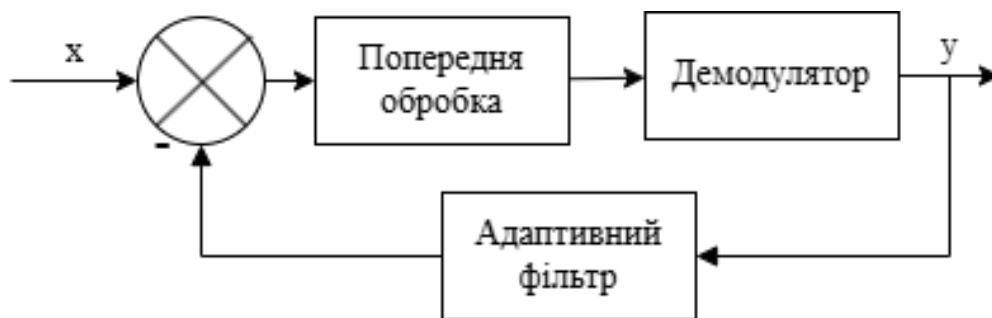 x
Попередня
обробка
Демодулятор
y
-
Адаптивний
фільтр